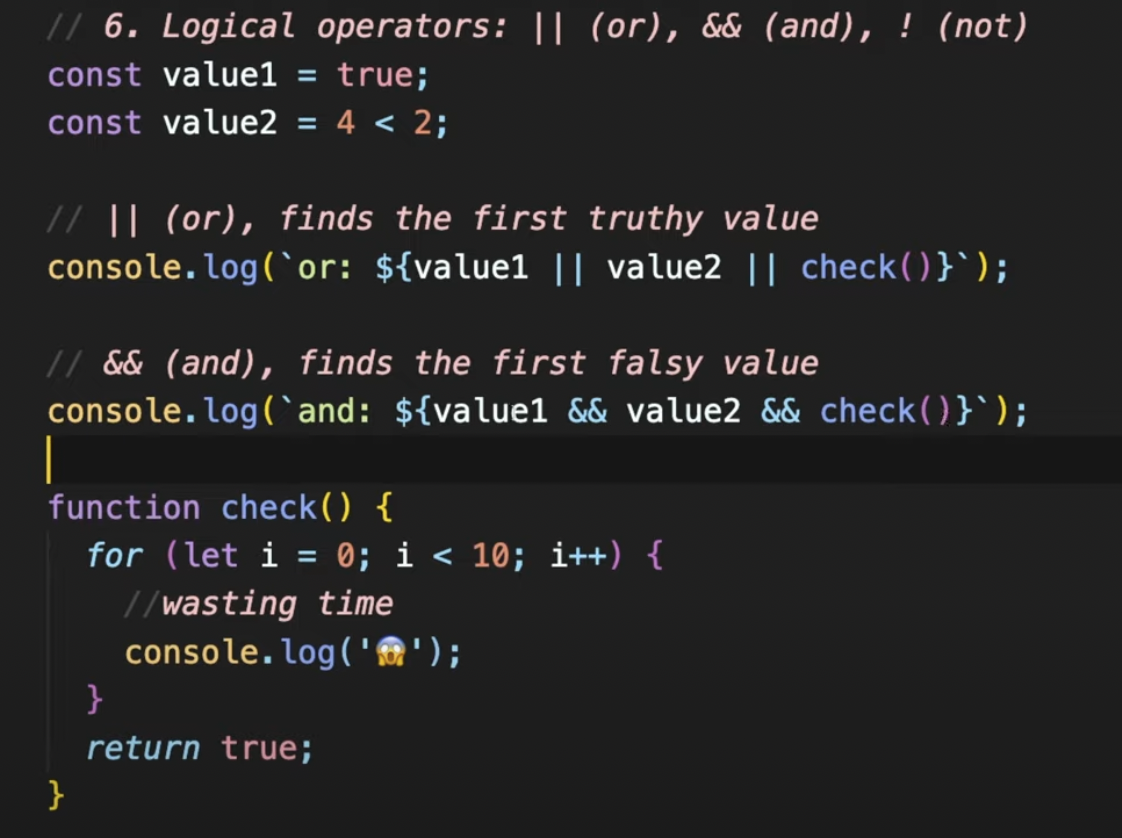 // 6. Logical operators: || (or), && (and), ! (not)
const value1 = true;
const value2 = 4 < 2;
// || (or), finds the first truthy value
console.log(`or: ${value1 || value2 || check()}`);
// && (and), finds the first falsy value
console.log(`and: ${value1 && value2 && check()}`);
function check() {
for (let i = 0; i < 10; i++) {
//wasting time
console.log('😱');
}
return true;
}